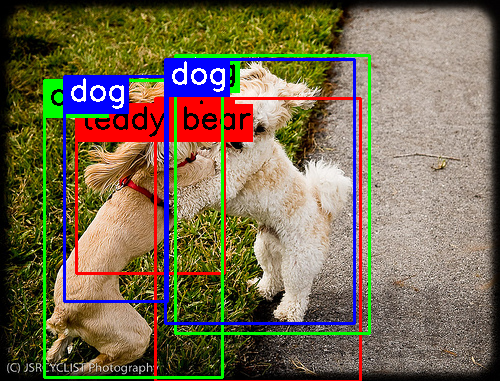 dog
dog
teddy bear
(C) JSRCYCLIST Photography